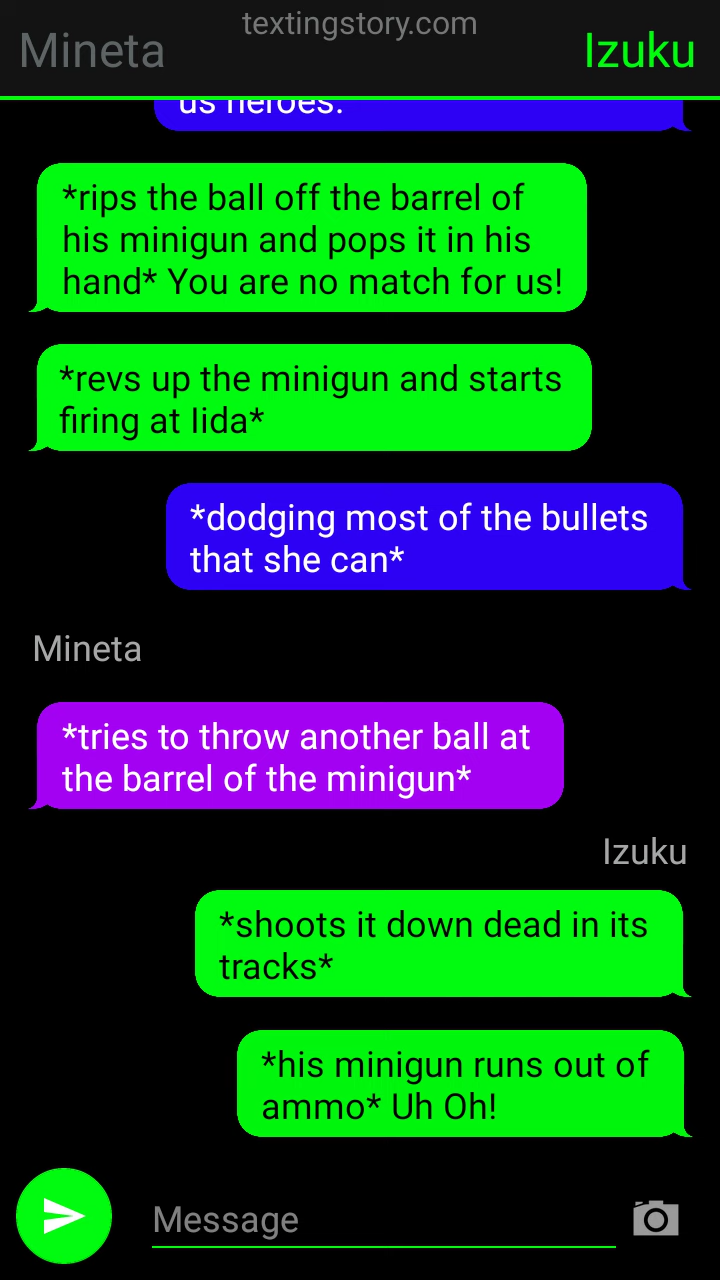 textingstory.com
Mineta
Izuku
us heroes.
*rips the ball off the barrel of
his minigun and pops it in his
hand* You are no match for us!
*revs up the minigun and starts
firing at Iida*
*dodging most of the bullets
that she can*
Mineta
*tries to throw another ball at
the barrel of the minigun*
Izuku
*shoots it down dead in its
tracks*
*his minigun runs out of
ammo* Uh Oh!
Message